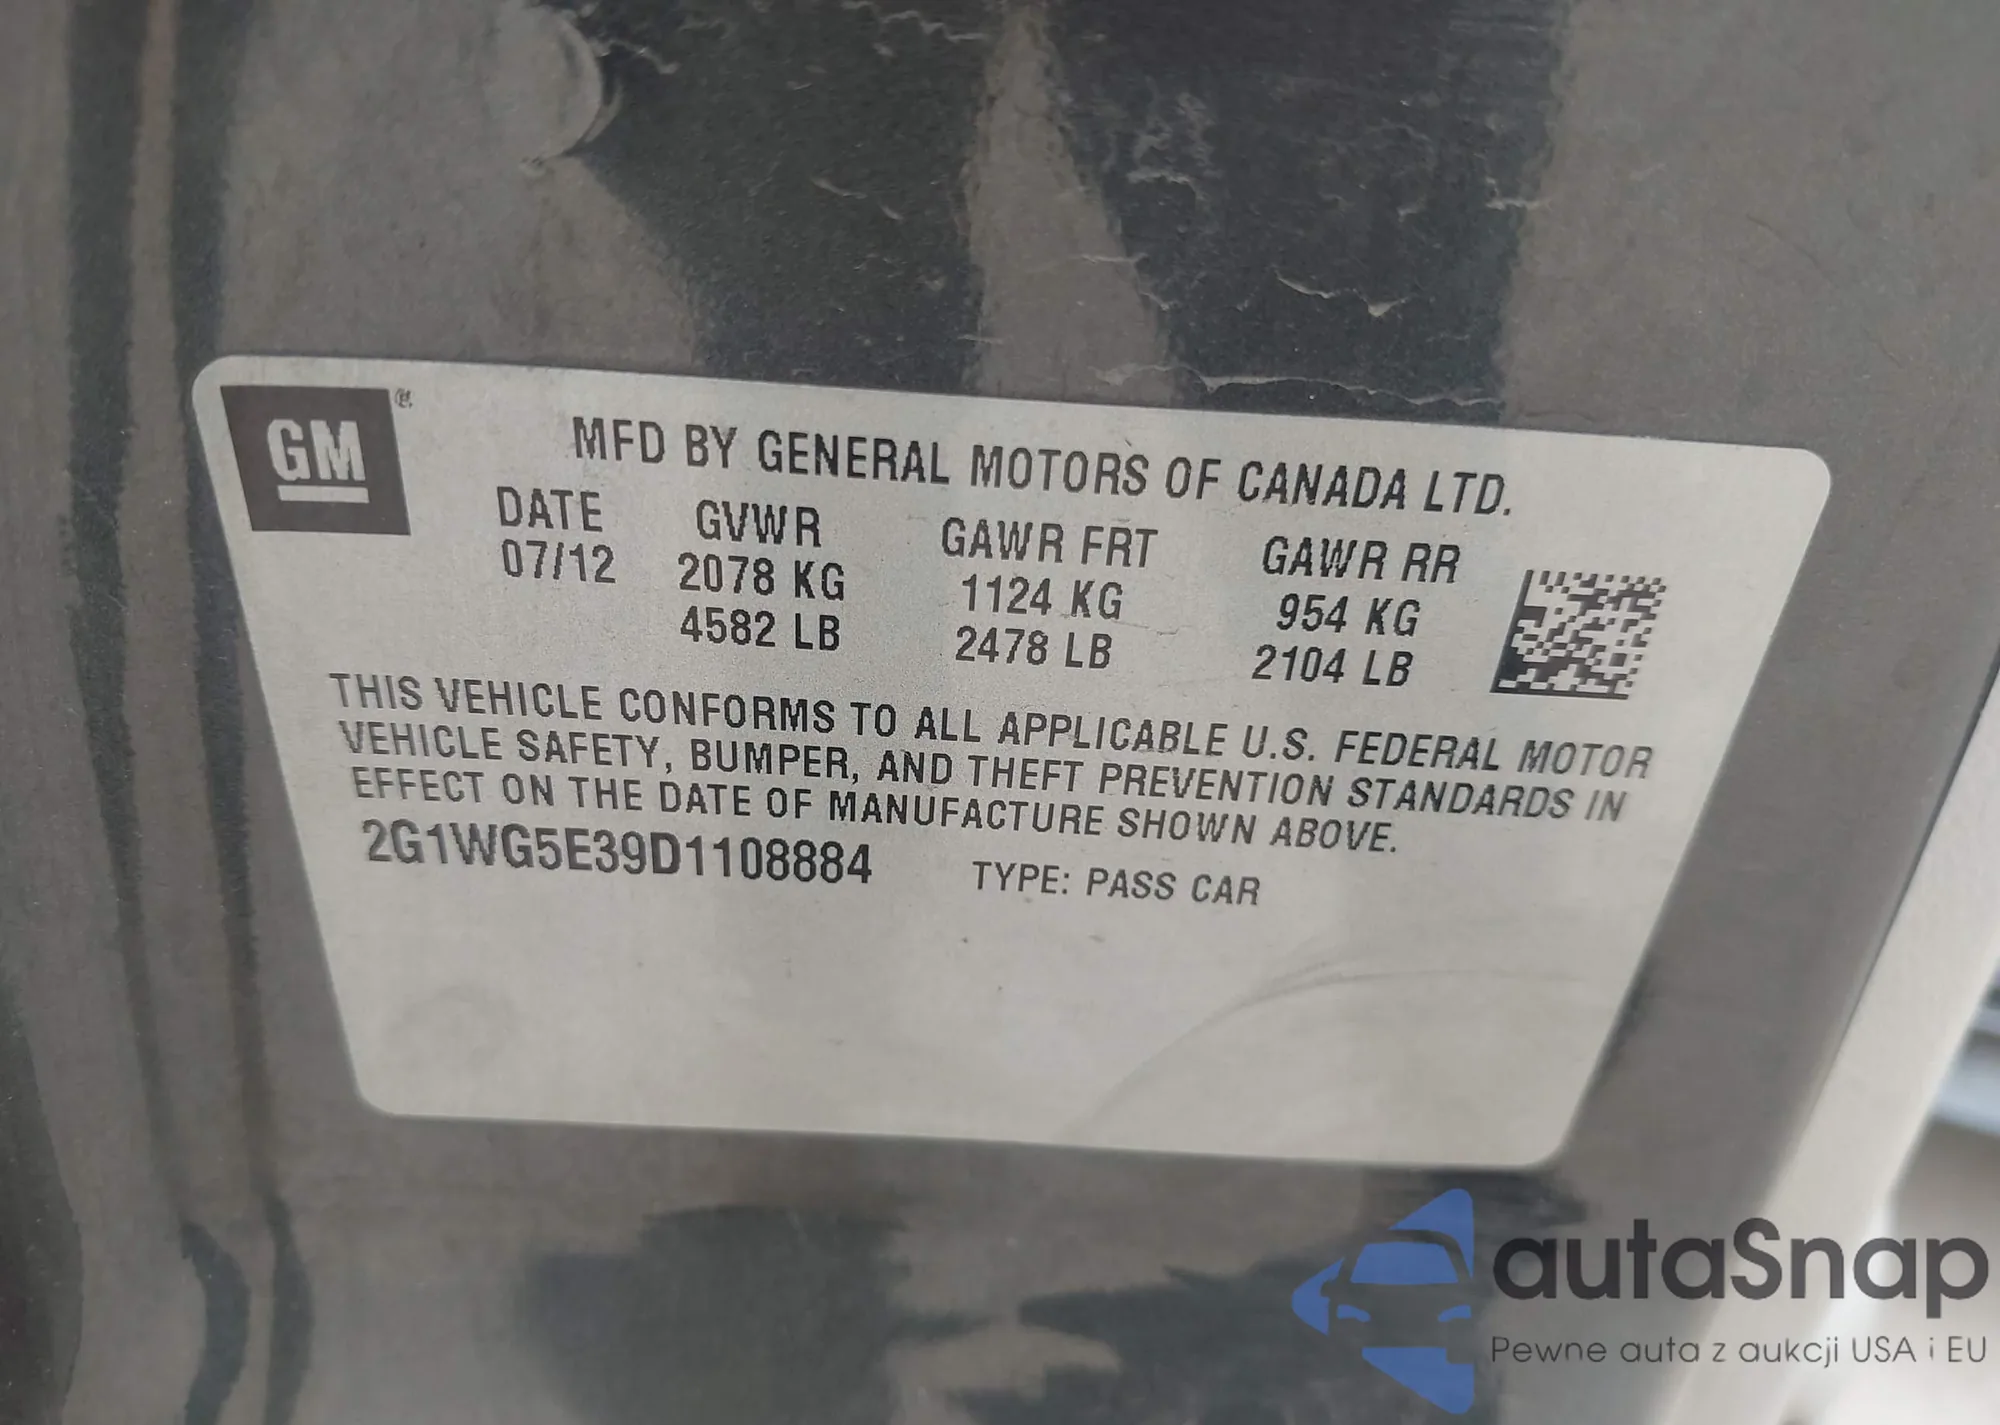 GM ®
MFD BY GENERAL MOTORS OF CANADA LTD.
DATE GVWR GAWR FRT GAWR RR
07/12 2078 KG 1124 KG 954 KG
4582 LB 2478 LB 2104 LB
THIS VEHICLE CONFORMS TO ALL APPLICABLE U.S. FEDERAL MOTOR
VEHICLE SAFETY, BUMPER, AND THEFT PREVENTION STANDARDS IN
EFFECT ON THE DATE OF MANUFACTURE SHOWN ABOVE.
2G1WG5E39D1108884 TYPE: PASS CAR
autaSnap
Pewne auta z aukcji USA i EU